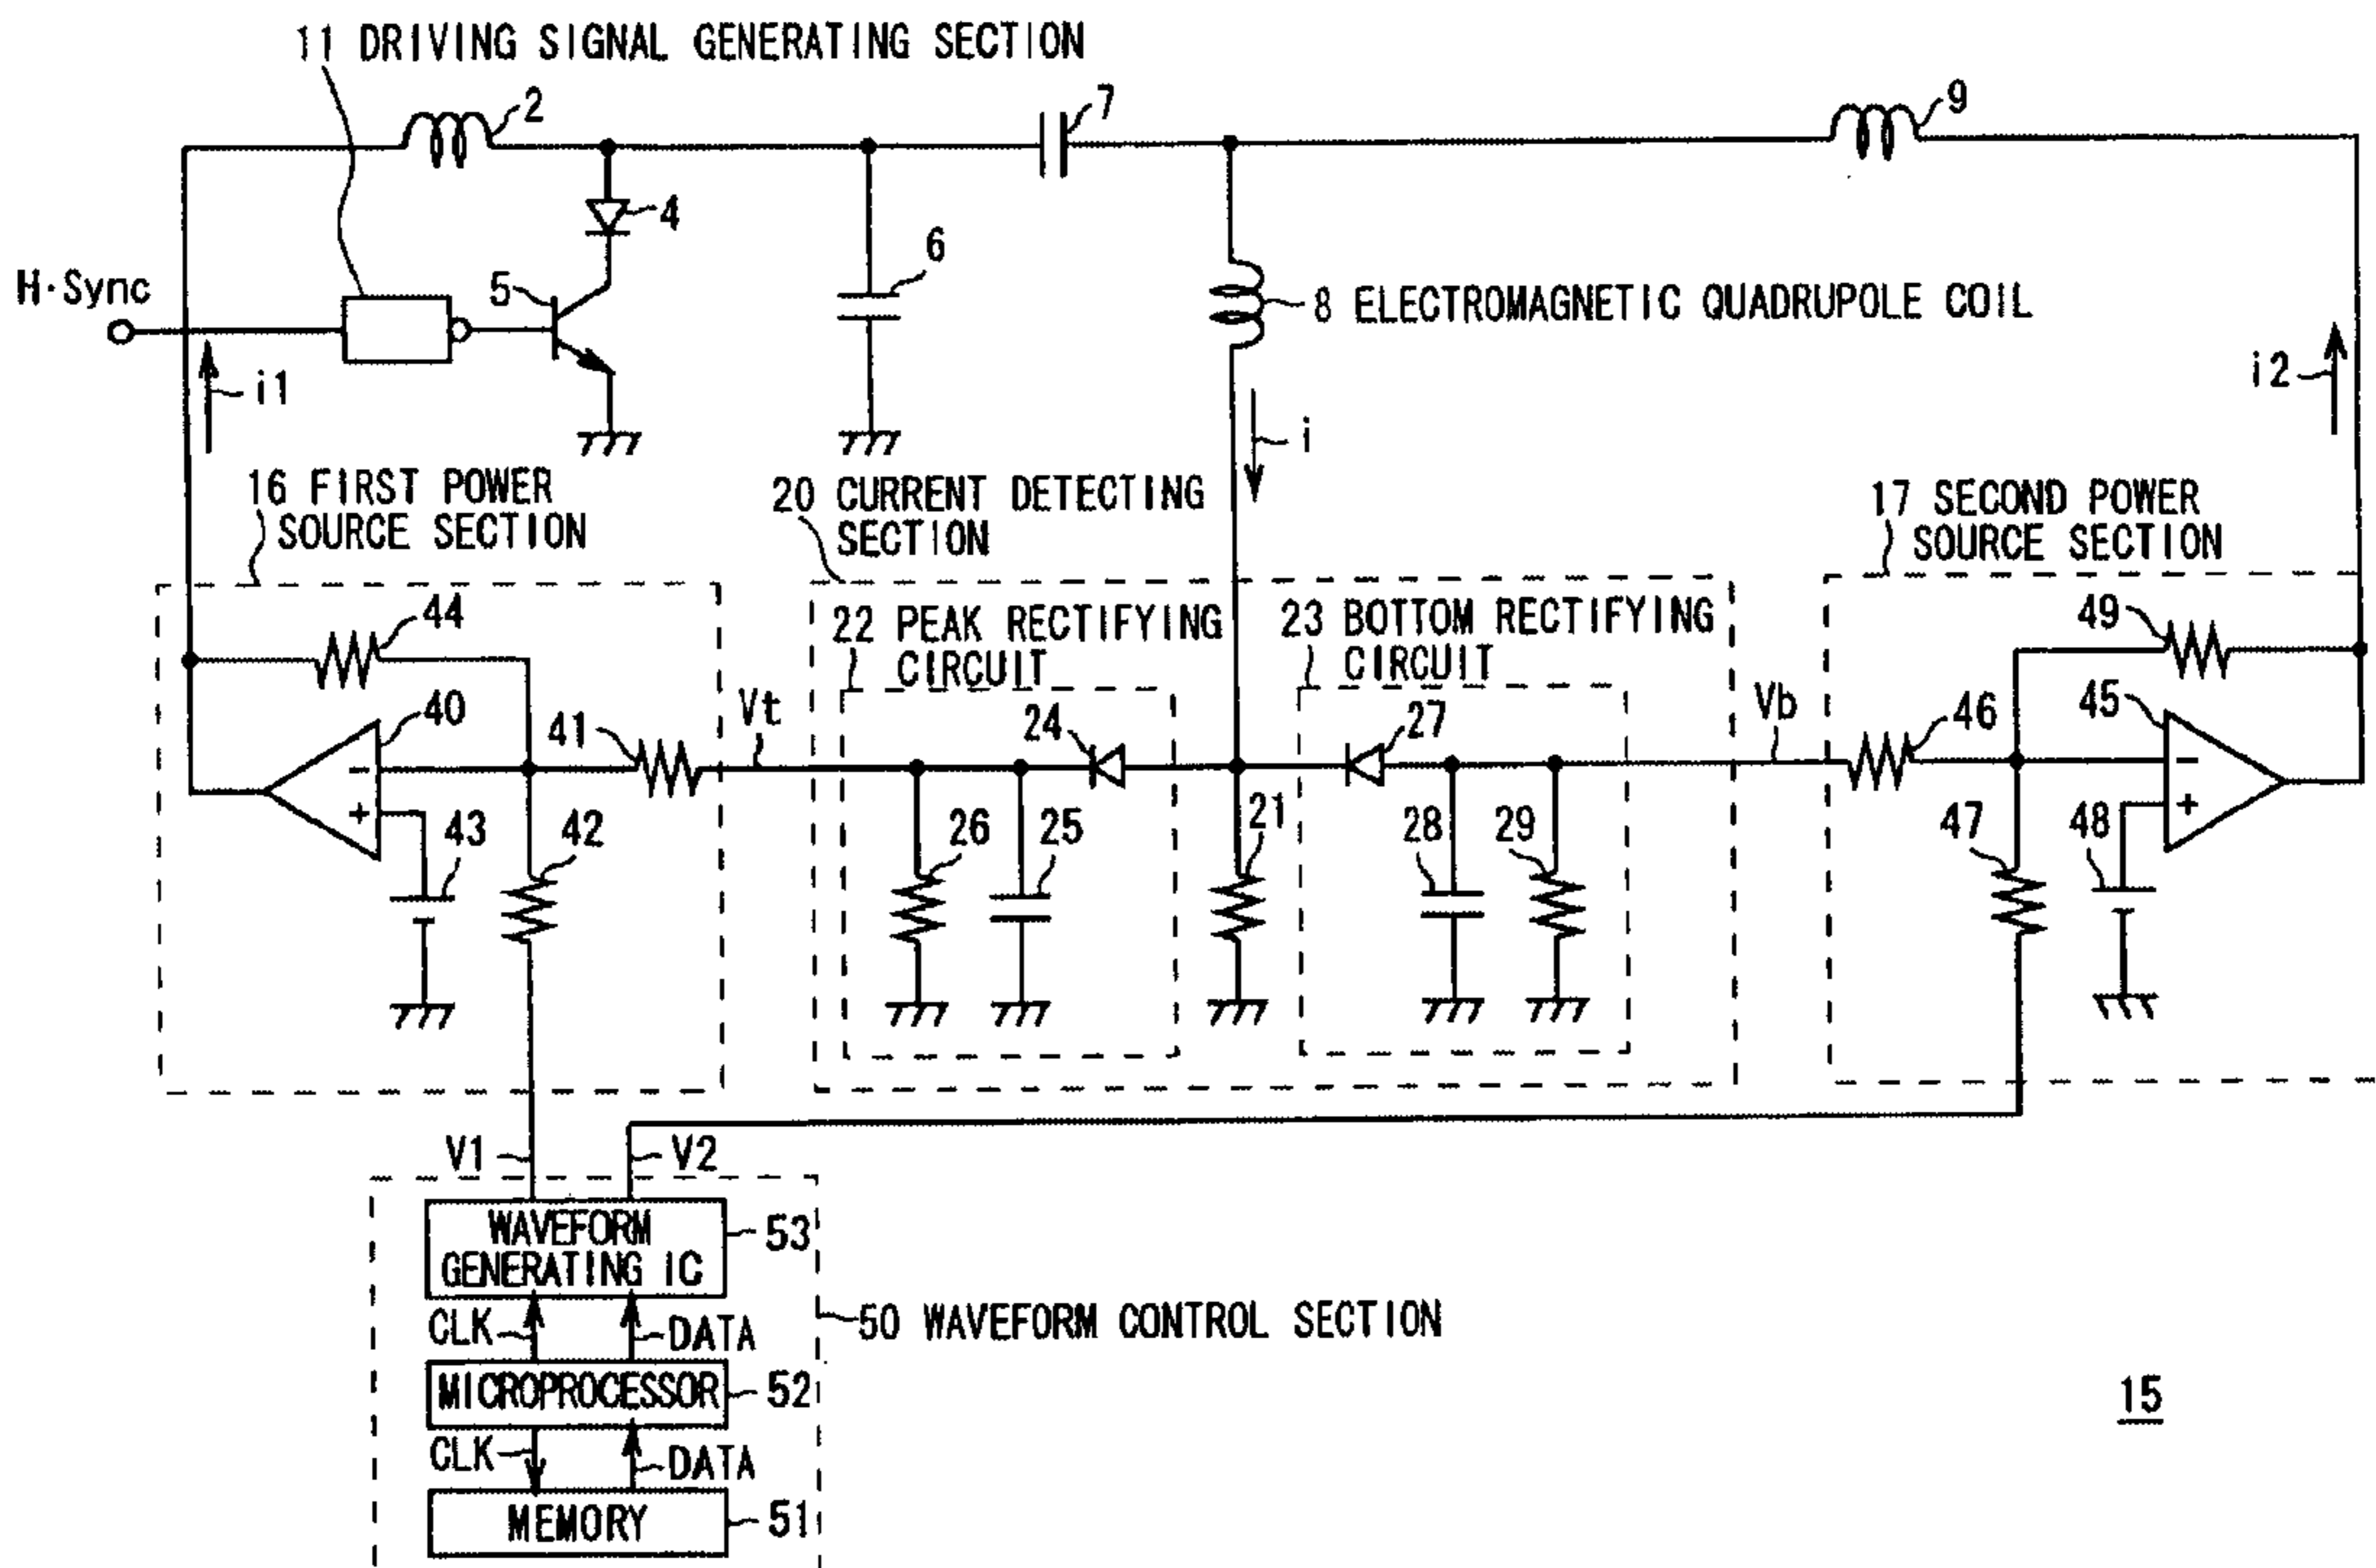 11 DRIVING SIGNAL GENERATING SECTION
2
7
9
4
6
5
H·Sync
8 ELECTROMAGNETIC QUADRUPOLE COIL
i1
i
i2
16 FIRST POWER
SOURCE SECTION
20 CURRENT DETECTING
SECTION
17 SECOND POWER
SOURCE SECTION
44
22 PEAK RECTIFYING
CIRCUIT
23 BOTTOM RECTIFYING
CIRCUIT
49
40
41
Vt
24
27
Vb
46
45
-
+
43
42
26
25
21
28
29
47
48
-
+
V1
V2
WAVEFORM
GENERATING IC
53
CLK
DATA
50 WAVEFORM CONTROL SECTION
MICROPROCESSOR
52
CLK
DATA
MEMORY
51
15